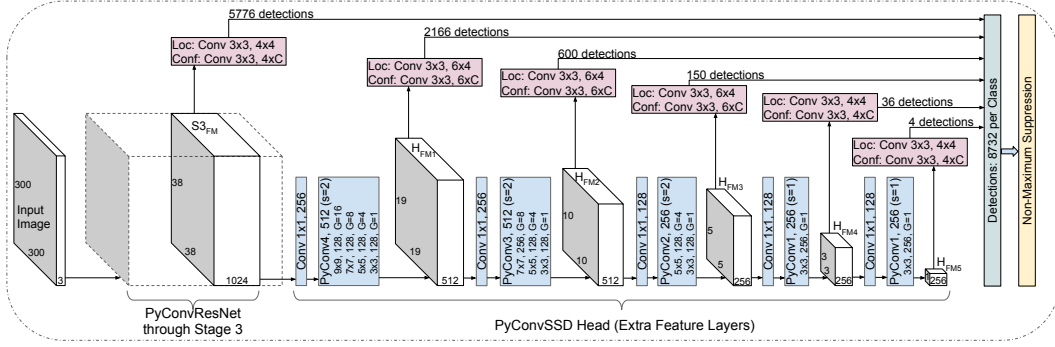 5776 detections
Loc: Conv 3x3, 4x4
Conf: Conv 3x3, 4xC
2166 detections
Loc: Conv 3x3, 6x4
Conf: Conv 3x3, 6xC
600 detections
Loc: Conv 3x3, 6x4
Conf: Conv 3x3, 6xC
150 detections
Loc: Conv 3x3, 6x4
Conf: Conv 3x3, 6xC
36 detections
Loc: Conv 3x3, 4x4
Conf: Conv 3x3, 4xC
4 detections
Loc: Conv 3x3, 4x4
Conf: Conv 3x3, 4xC
300
Input
Image
300
3
S3FM
38
38
1024
Conv 1x1, 256
PyConv4, 512 (s=2)
9x9, 128, G=16
7x7, 128, G=8
5x5, 128, G=4
3x3, 128, G=1
HFM1
19
19
512
Conv 1x1, 256
PyConv3, 512 (s=2)
7x7, 256, G=8
5x5, 128, G=4
3x3, 128, G=1
HFM2
10
10
512
Conv 1x1, 128
PyConv2, 256 (s=2)
5x5, 128, G=4
3x3, 128, G=1
HFM3
5
5
256
Conv 1x1, 128
PyConv1, 256 (s=1)
3x3, 256, G=1
HFM4
3
3
256
Conv 1x1, 128
PyConv1, 256 (s=1)
3x3, 256, G=1
HFM5
256
Detections: 8732 per Class
Non-Maximum Suppression
PyConvResNet
through Stage 3
PyConvSSD Head (Extra Feature Layers)